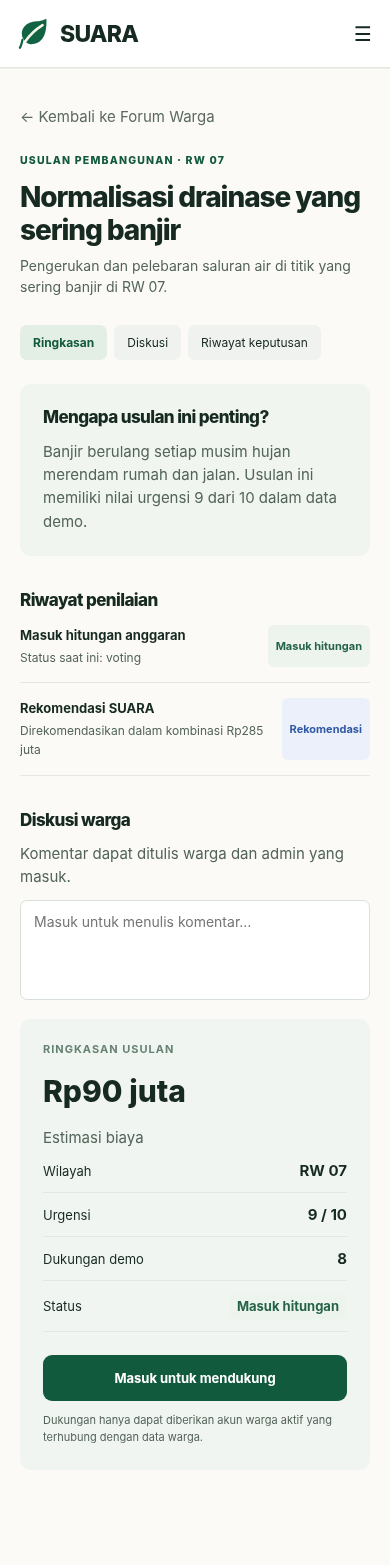 SUARA
☰
← Kembali ke Forum Warga
USULAN PEMBANGUNAN · RW 07
Normalisasi drainase yang
sering banjir
Pengerukan dan pelebaran saluran air di titik yang
sering banjir di RW 07.
Ringkasan Diskusi Riwayat keputusan
Mengapa usulan ini penting?
Banjir berulang setiap musim hujan
merendam rumah dan jalan. Usulan ini
memiliki nilai urgensi 9 dari 10 dalam data
demo.
Riwayat penilaian
Masuk hitungan anggaran
Status saat ini: voting
Masuk hitungan
Rekomendasi SUARA
Direkomendasikan dalam kombinasi Rp285
juta
Rekomendasi
Diskusi warga
Komentar dapat ditulis warga dan admin yang
masuk.
Masuk untuk menulis komentar...
RINGKASAN USULAN
Rp90 juta
Estimasi biaya
Wilayah RW 07
Urgensi 9 / 10
Dukungan demo 8
Status Masuk hitungan
Masuk untuk mendukung
Dukungan hanya dapat diberikan akun warga aktif yang
terhubung dengan data warga.